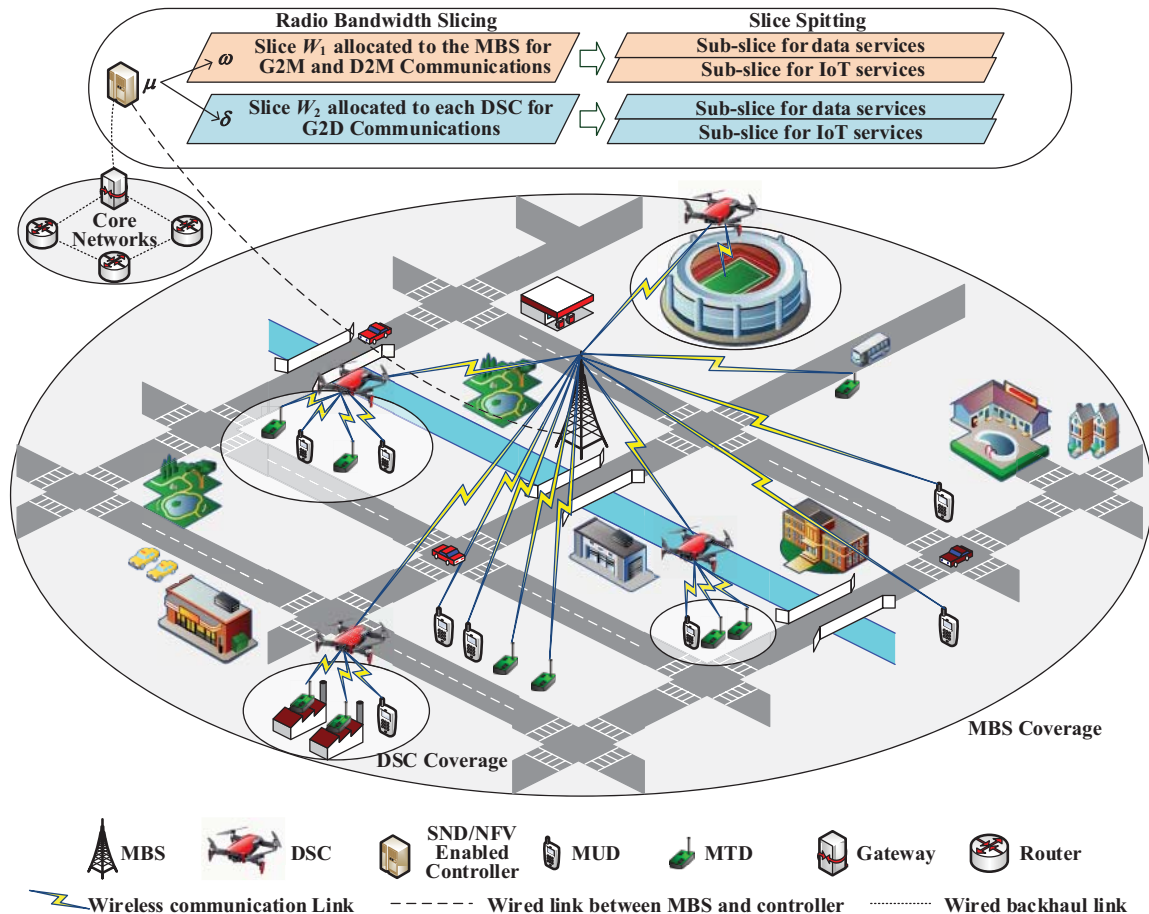 Radio Bandwidth Slicing
Slice Spitting
μ
ω
Slice W1 allocated to the MBS for
G2M and D2M Communications
Sub-slice for data services
Sub-slice for IoT services
δ
Slice W2 allocated to each DSC for
G2D Communications
Sub-slice for data services
Sub-slice for IoT services
Core
Networks
MBS Coverage
DSC Coverage
MBS
DSC
SND/NFV
Enabled
Controller
MUD
MTD
Gateway
Router
Wireless communication Link
Wired link between MBS and controller
Wired backhaul link